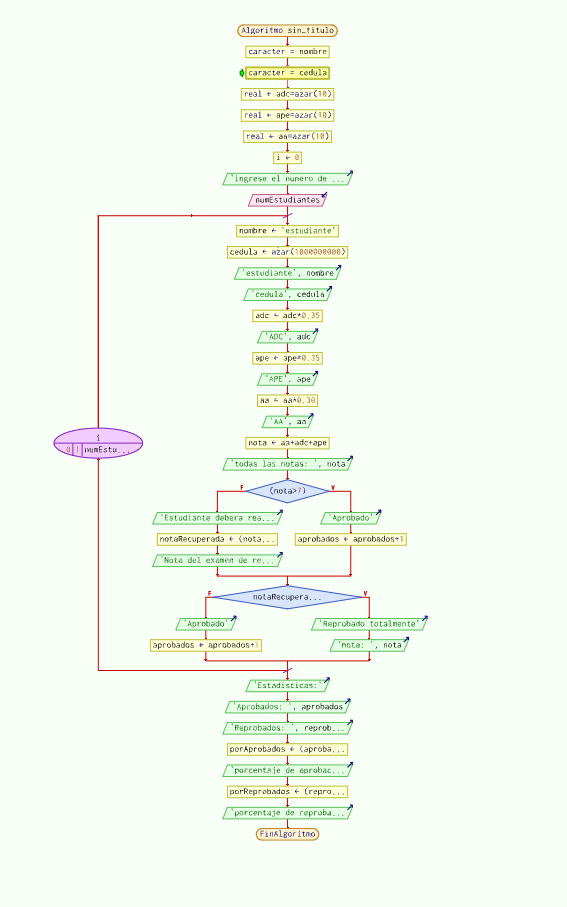 Algoritmo sin_titulo
caracter = nombre
caracter = cedula
real ← adc=azar(10)
real ← ape=azar(10)
real ← aa=azar(10)
i ← 0
'ingrese el numero de ...
numEstudiantes
nombre ← 'estudiante'
cedula ← azar(1000000000)
'estudiante', nombre
'cedula', cedula
adc ← adc*0.35
'ADC', adc
ape ← ape*0.35
'APE', ape
aa ← aa*0.30
'AA', aa
i
0 1 numEstu...
nota ← aa+adc+ape
'todas las notas: ', nota
F (nota>7) V
'Estudiante debera rea... 'Aprobado'
notaRecuperada ← (nota... aprobados ← aprobados+1
'Nota del examen de re...
F notaRecupera... V
'Aprobado' 'Reprobado totalmente'
aprobados ← aprobados+1 'nota: ', nota
'Estadisticas:'
'Aprobados: ', aprobados
'Reprobados: ', reprob...
porAprobados ← (aproba...
'porcentaje de aprobac...
porReprobados ← (repro...
'porcentaje de reproba...
FinAlgoritmo